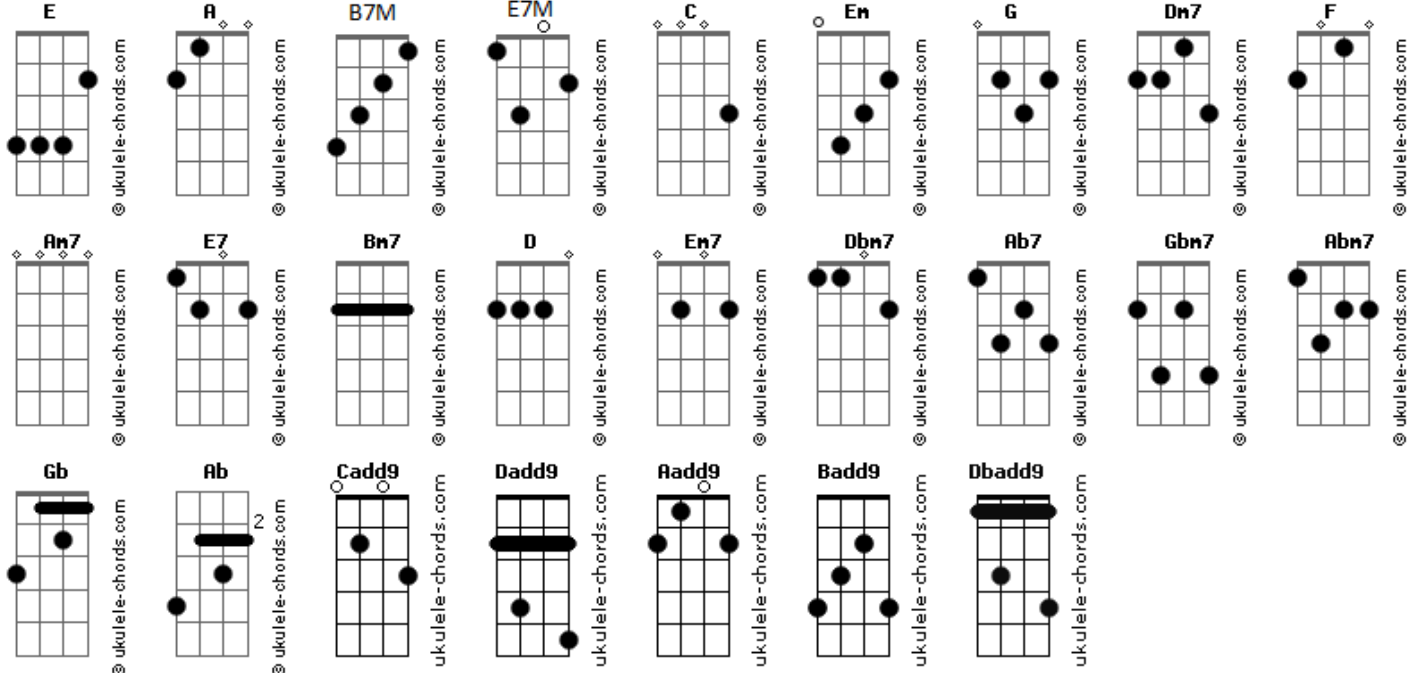 E A B7M E7M C Em G Dm7 F
© ukulele-chords.com © ukulele-chords.com © ukulele-chords.com © ukulele-chords.com © ukulele-chords.com © ukulele-chords.com © ukulele-chords.com © ukulele-chords.com © ukulele-chords.com
Am7 E7 Bm7 D Em7 Dbm7 Ab7 Gbm7 Abm7
© ukulele-chords.com © ukulele-chords.com © ukulele-chords.com © ukulele-chords.com © ukulele-chords.com © ukulele-chords.com © ukulele-chords.com © ukulele-chords.com © ukulele-chords.com
Gb Ab Cadd9 Dadd9 Aadd9 Badd9 Dbadd9
2
© ukulele-chords.com © ukulele-chords.com ukulele-chords.com ukulele-chords.com ukulele-chords.com ukulele-chords.com ukulele-chords.com